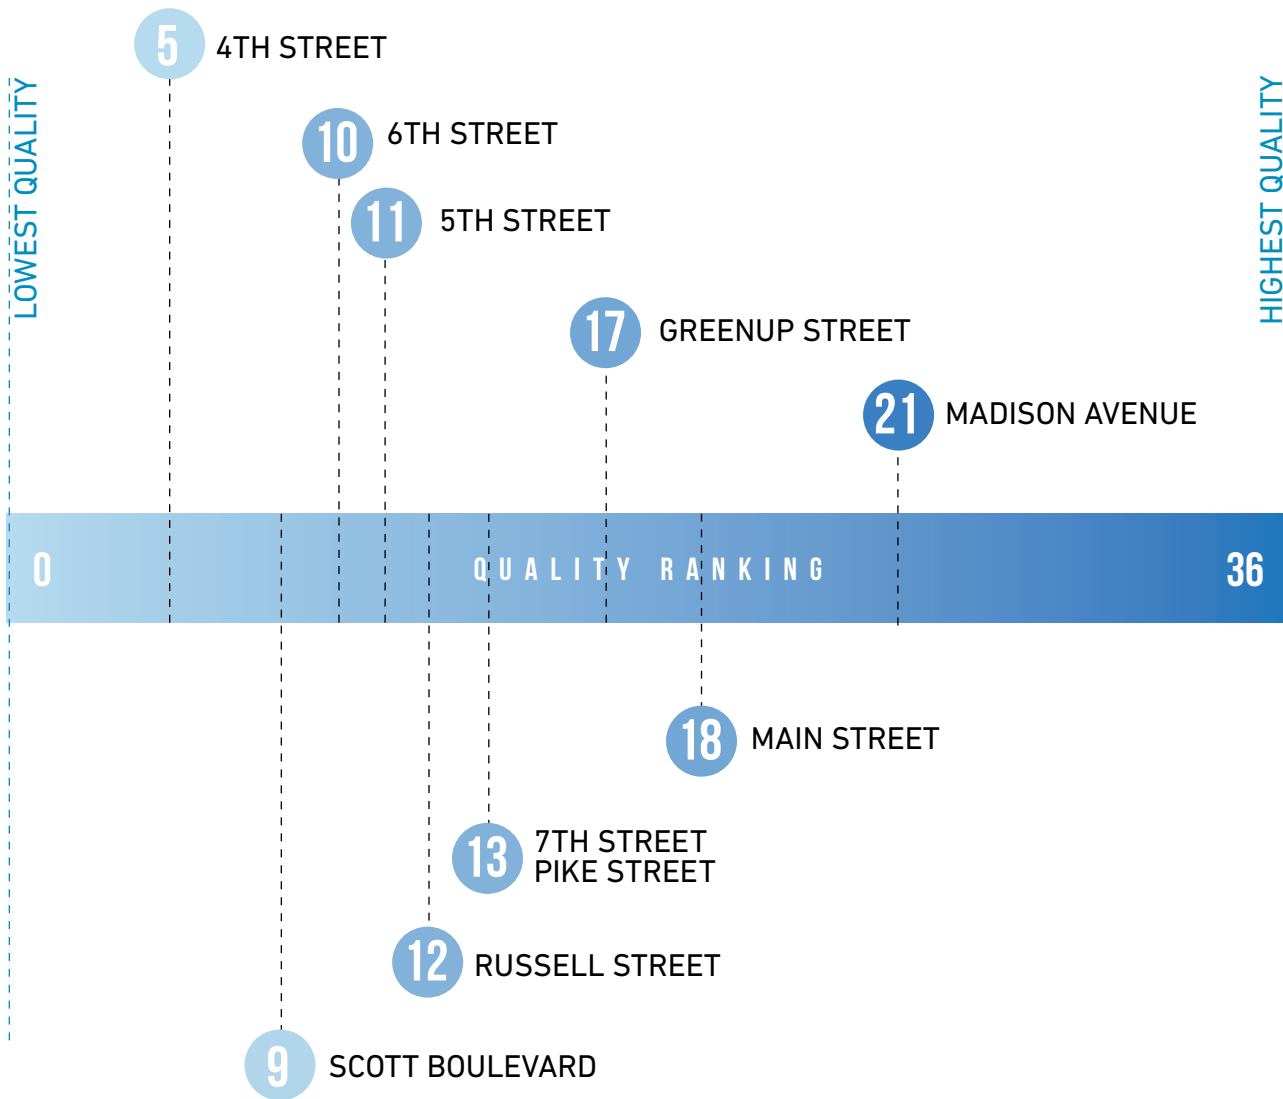 5
4TH STREET
LOWEST QUALITY
HIGHEST QUALITY
10
6TH STREET
11
5TH STREET
17
GREENUP STREET
21
MADISON AVENUE
0
QUALITY RANKING
36
18
MAIN STREET
13
7TH STREET
PIKE STREET
12
RUSSELL STREET
9
SCOTT BOULEVARD